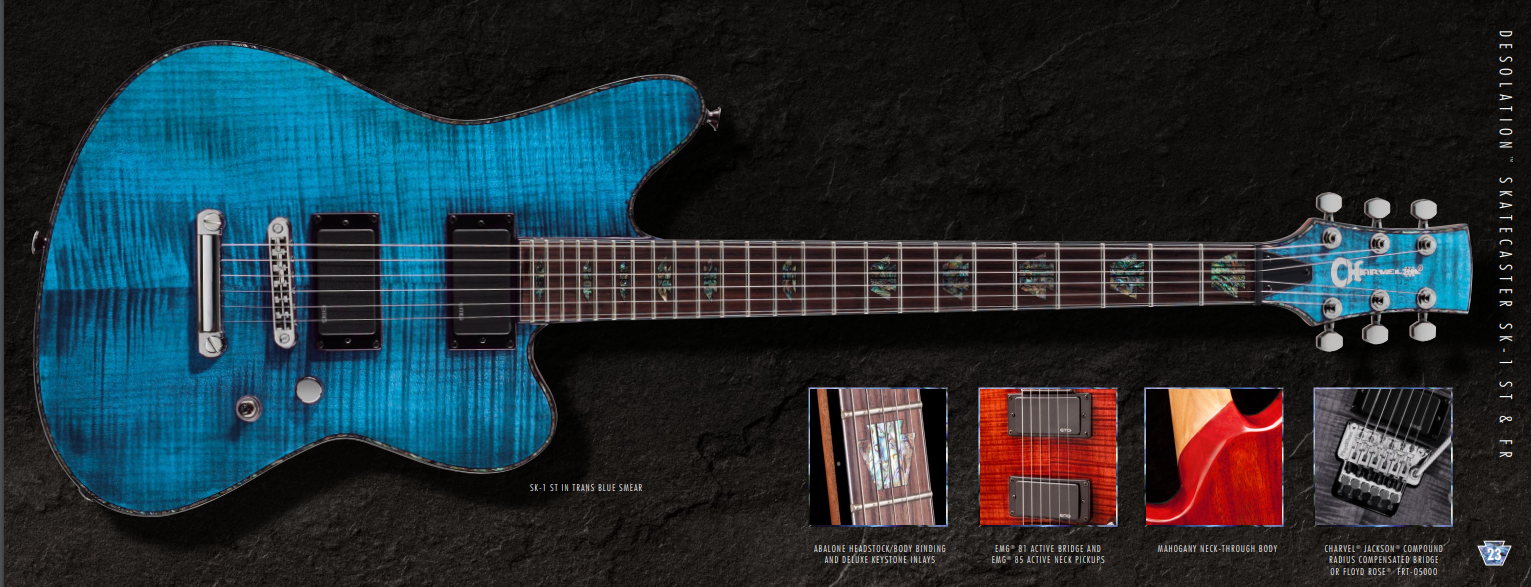 DESOLATION™ SKATECASTER SK-1 ST & FR
CHARVEL
SK-1 ST IN TRANS BLUE SMEAR
EMG
ABALONE HEADSTOCK/BODY BINDING
AND DELUXE KEYSTONE INLAYS
EMG® 81 ACTIVE BRIDGE AND
EMG® 85 ACTIVE NECK PICKUPS
MAHOGANY NECK-THROUGH BODY
CHARVEL® JACKSON® COMPOUND
RADIUS COMPENSATED BRIDGE
OR FLOYD ROSE® FRT-O5000
23